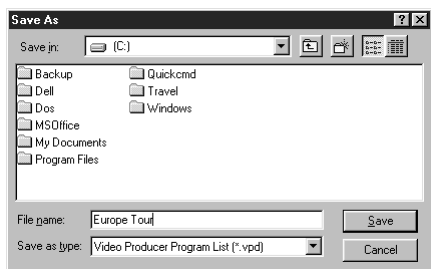 Save As
Save in: (C:)
Backup
Dell
Dos
MSOffice
My Documents
Program Files
Quickcmd
Travel
Windows
File name: Europe Tour Save
Save as type: Video Producer Program List (*.vpd) Cancel